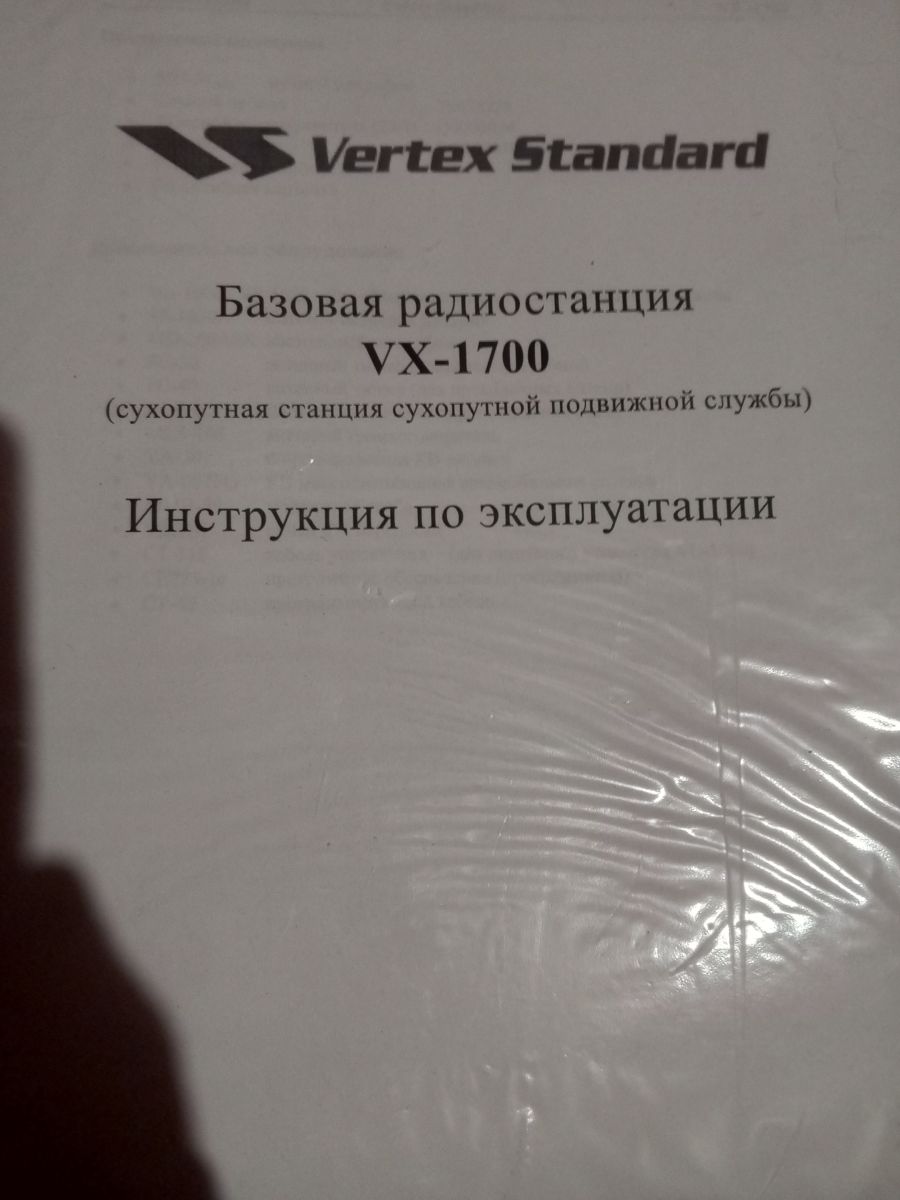 Vertex Standard
Базовая радиостанция
VX-1700
(сухопутная станция сухопутной подвижной службы)
Инструкция по эксплуатации